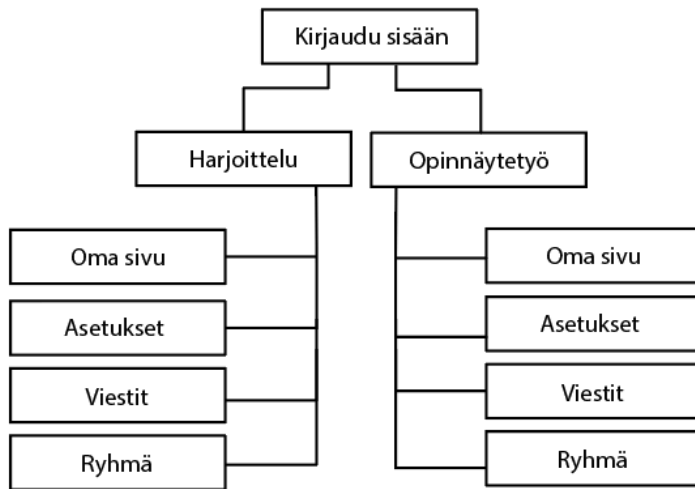 Kirjaudu sisään
Harjoittelu
Opinnäytetyö
Oma sivu
Asetukset
Viestit
Ryhmä
Oma sivu
Asetukset
Viestit
Ryhmä